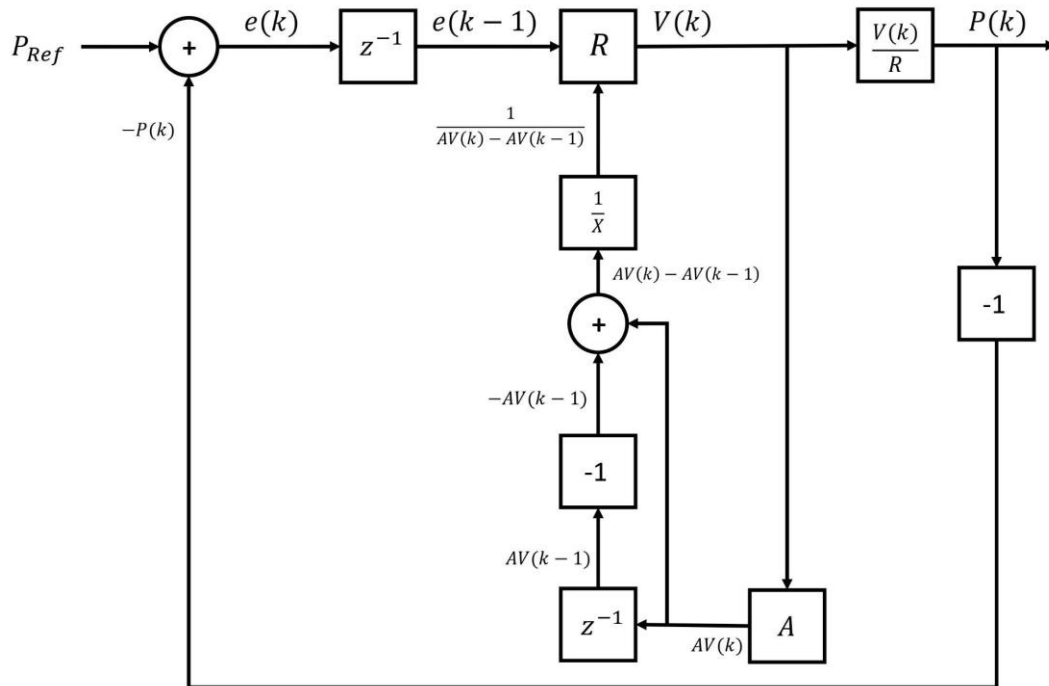 P_Ref
+
e(k)
z⁻¹
e(k − 1)
R
V(k)
V(k)
R
P(k)
−P(k)
1
AV(k) − AV(k − 1)
1
X
AV(k) − AV(k − 1)
+
-1
−AV(k − 1)
-1
AV(k − 1)
z⁻¹
AV(k)
A